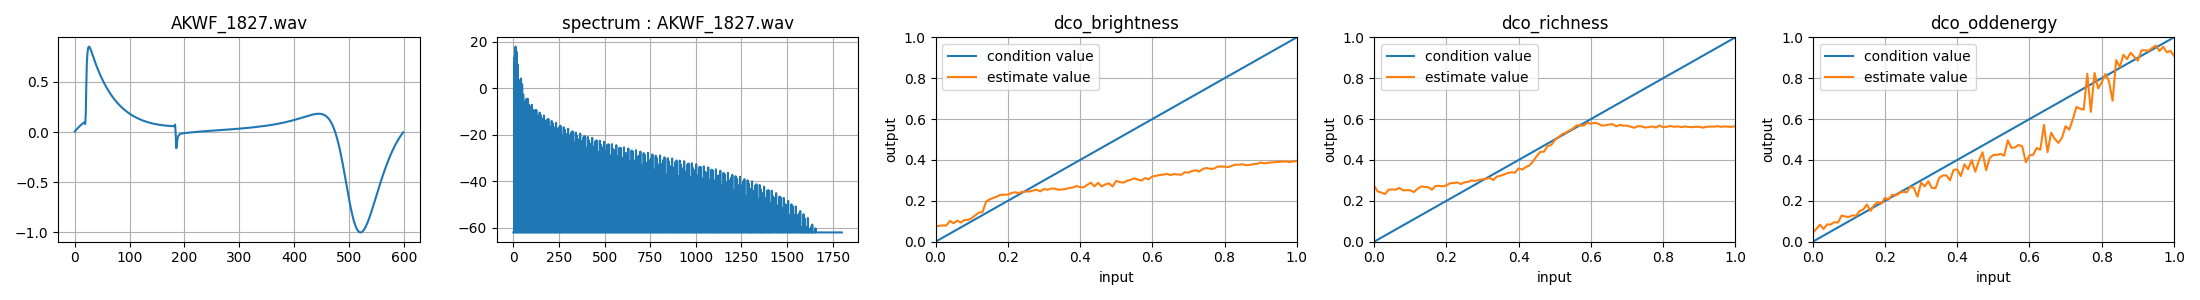 AKWF_1827.wav
0.5
0.0
−0.5
−1.0
0 100 200 300 400 500 600
spectrum : AKWF_1827.wav
20
0
−20
−40
−60
0 250 500 750 1000 1250 1500 1750
dco_brightness
condition value
estimate value
output
1.0
0.8
0.6
0.4
0.2
0.0
0.0 0.2 0.4 0.6 0.8 1.0
input
dco_richness
condition value
estimate value
output
1.0
0.8
0.6
0.4
0.2
0.0
0.0 0.2 0.4 0.6 0.8 1.0
input
dco_oddenergy
condition value
estimate value
output
1.0
0.8
0.6
0.4
0.2
0.0
0.0 0.2 0.4 0.6 0.8 1.0
input